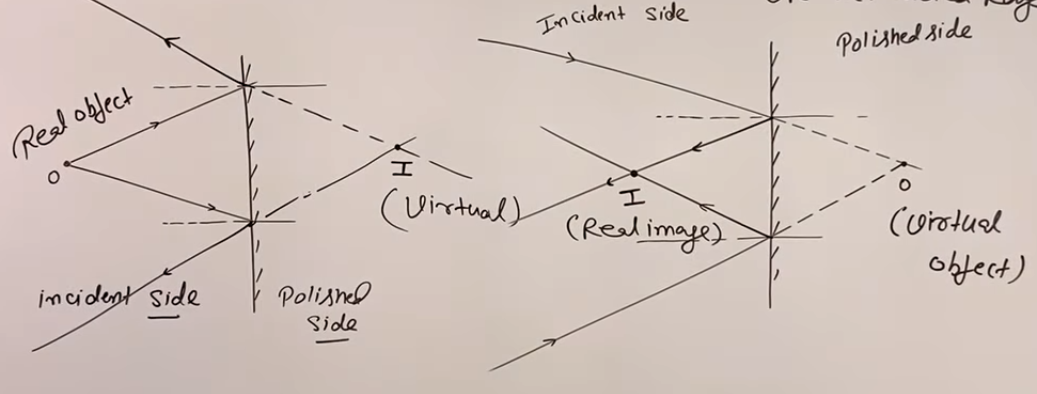 Real object
O
I
(Virtual)
incident side
Polished
side
Incident side
Polished side
I
(Real image)
O
(Virtual
object)